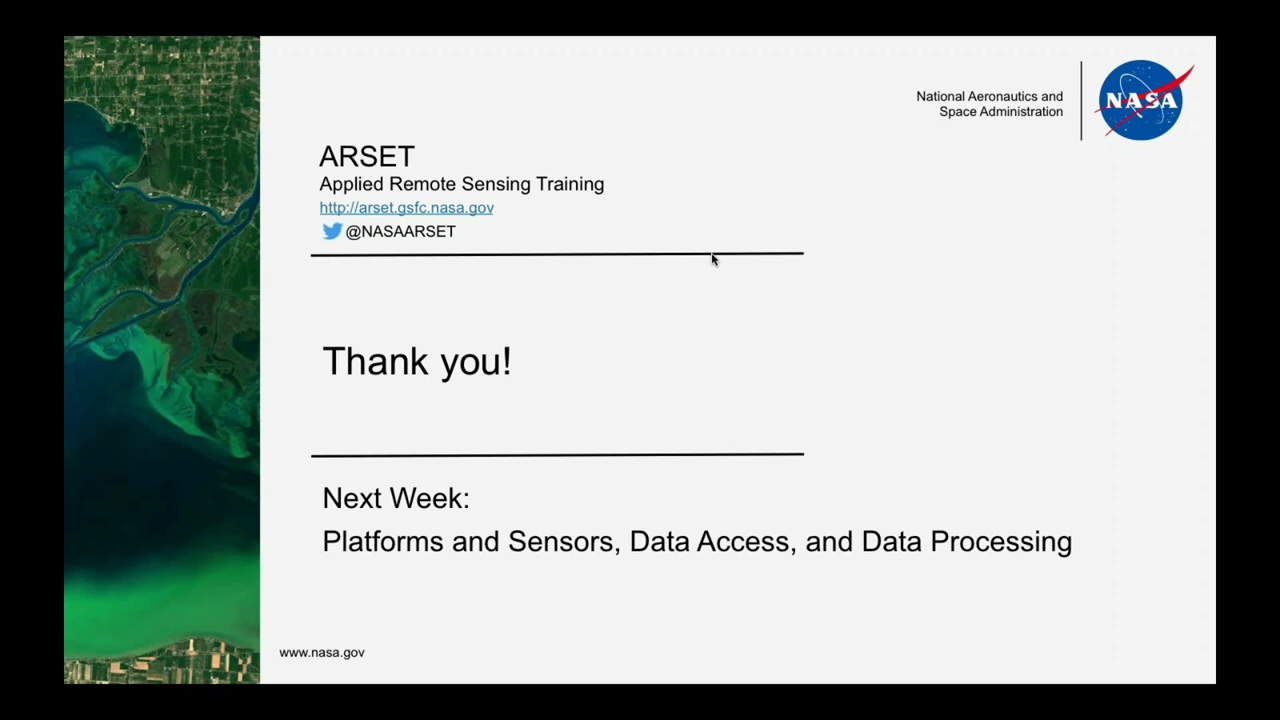 National Aeronautics and
Space Administration
NASA
ARSET
Applied Remote Sensing Training
http://arset.gsfc.nasa.gov
@NASAARSET
Thank you!
Next Week:
Platforms and Sensors, Data Access, and Data Processing
www.nasa.gov